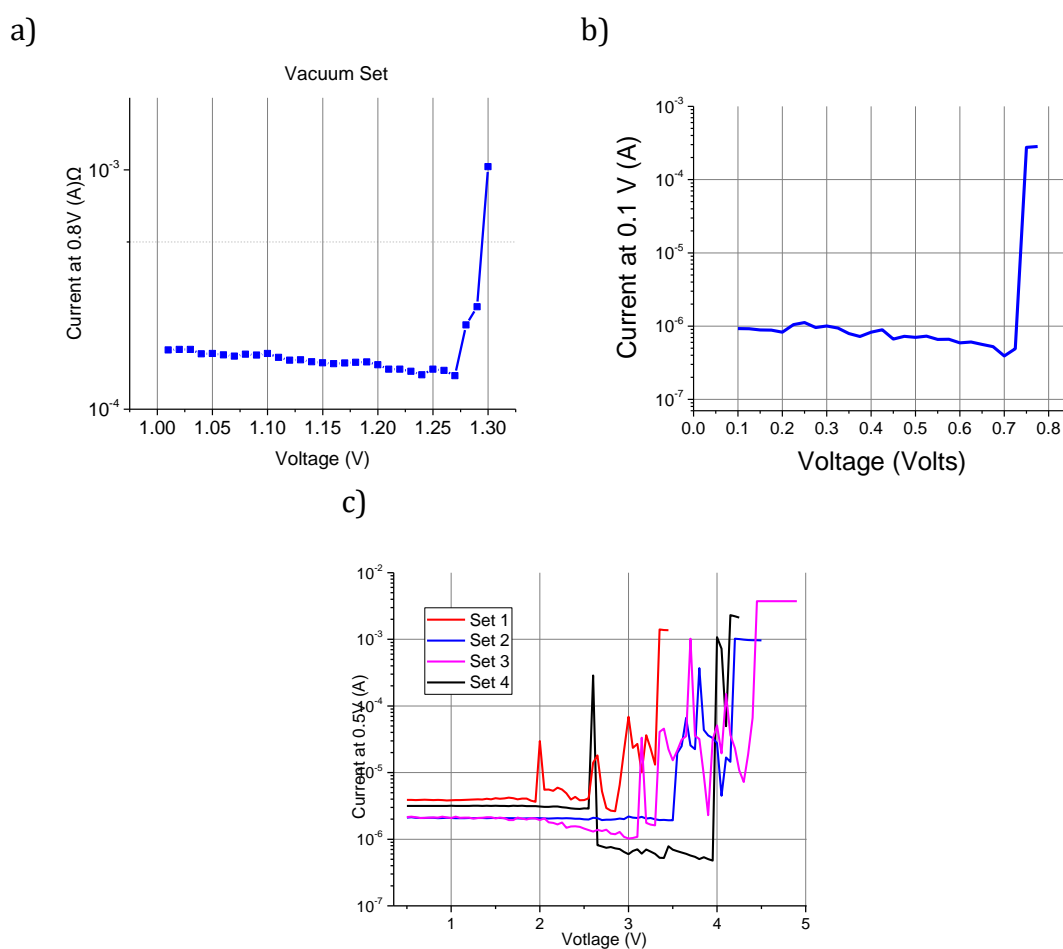 a)
Vacuum Set
Current at 0.8V (A)Ω
10-3
10-4
1.00 1.05 1.10 1.15 1.20 1.25 1.30
Voltage (V)
b)
Current at 0.1 V (A)
10-3
10-4
10-5
10-6
10-7
0.0 0.1 0.2 0.3 0.4 0.5 0.6 0.7 0.8
Voltage (Volts)
c)
Current at 0.5V (A)
10-2
10-3
10-4
10-5
10-6
10-7
Set 1
Set 2
Set 3
Set 4
1 2 3 4 5
Votlage (V)